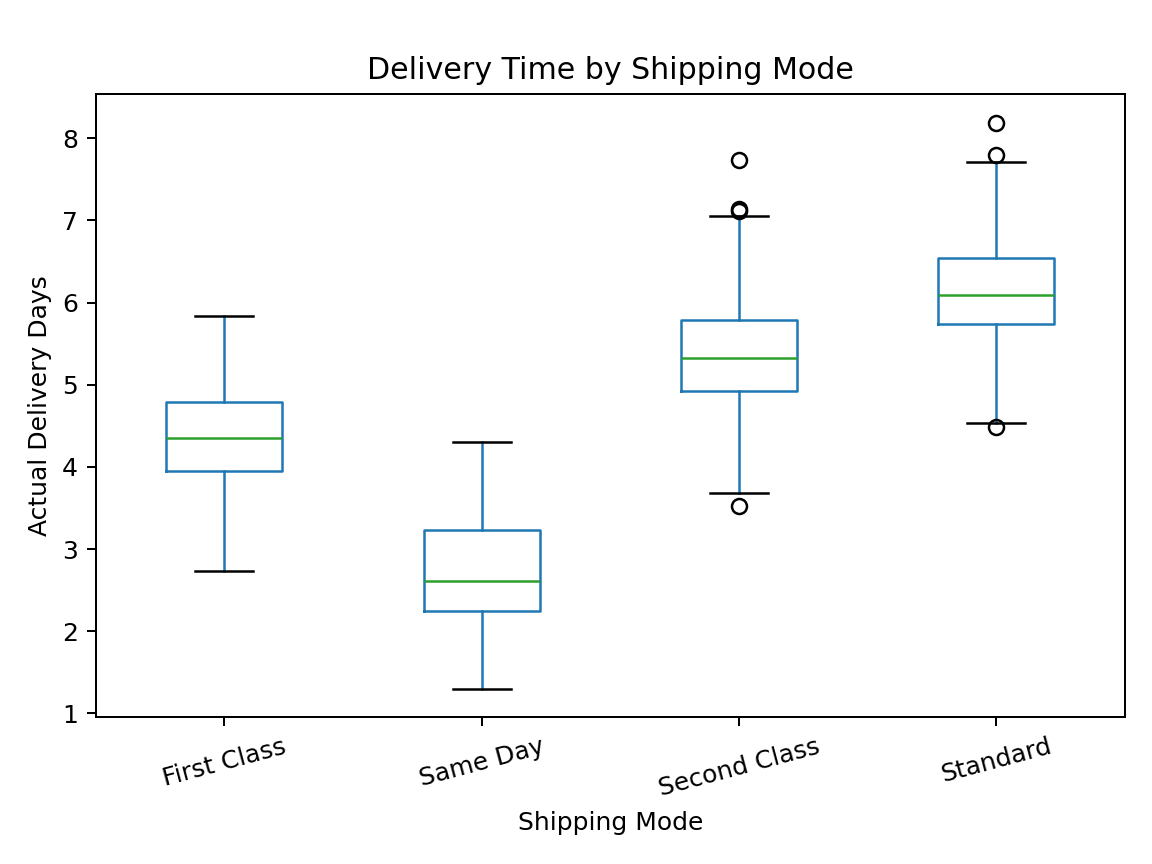 Delivery Time by Shipping Mode
Actual Delivery Days
8
7
6
5
4
3
2
1
First Class
Same Day
Second Class
Standard
Shipping Mode